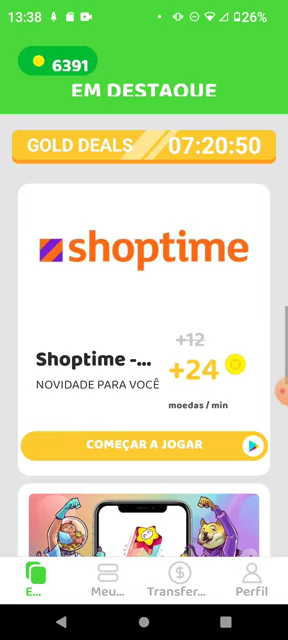 13:38
26%
6391
EM DESTAQUE
GOLD DEALS
07:20:50
shoptime
+12
Shoptime -...
+24
NOVIDADE PARA VOCÊ
moedas / min
COMEÇAR A JOGAR
E...
Meu...
Transfer...
Perfil